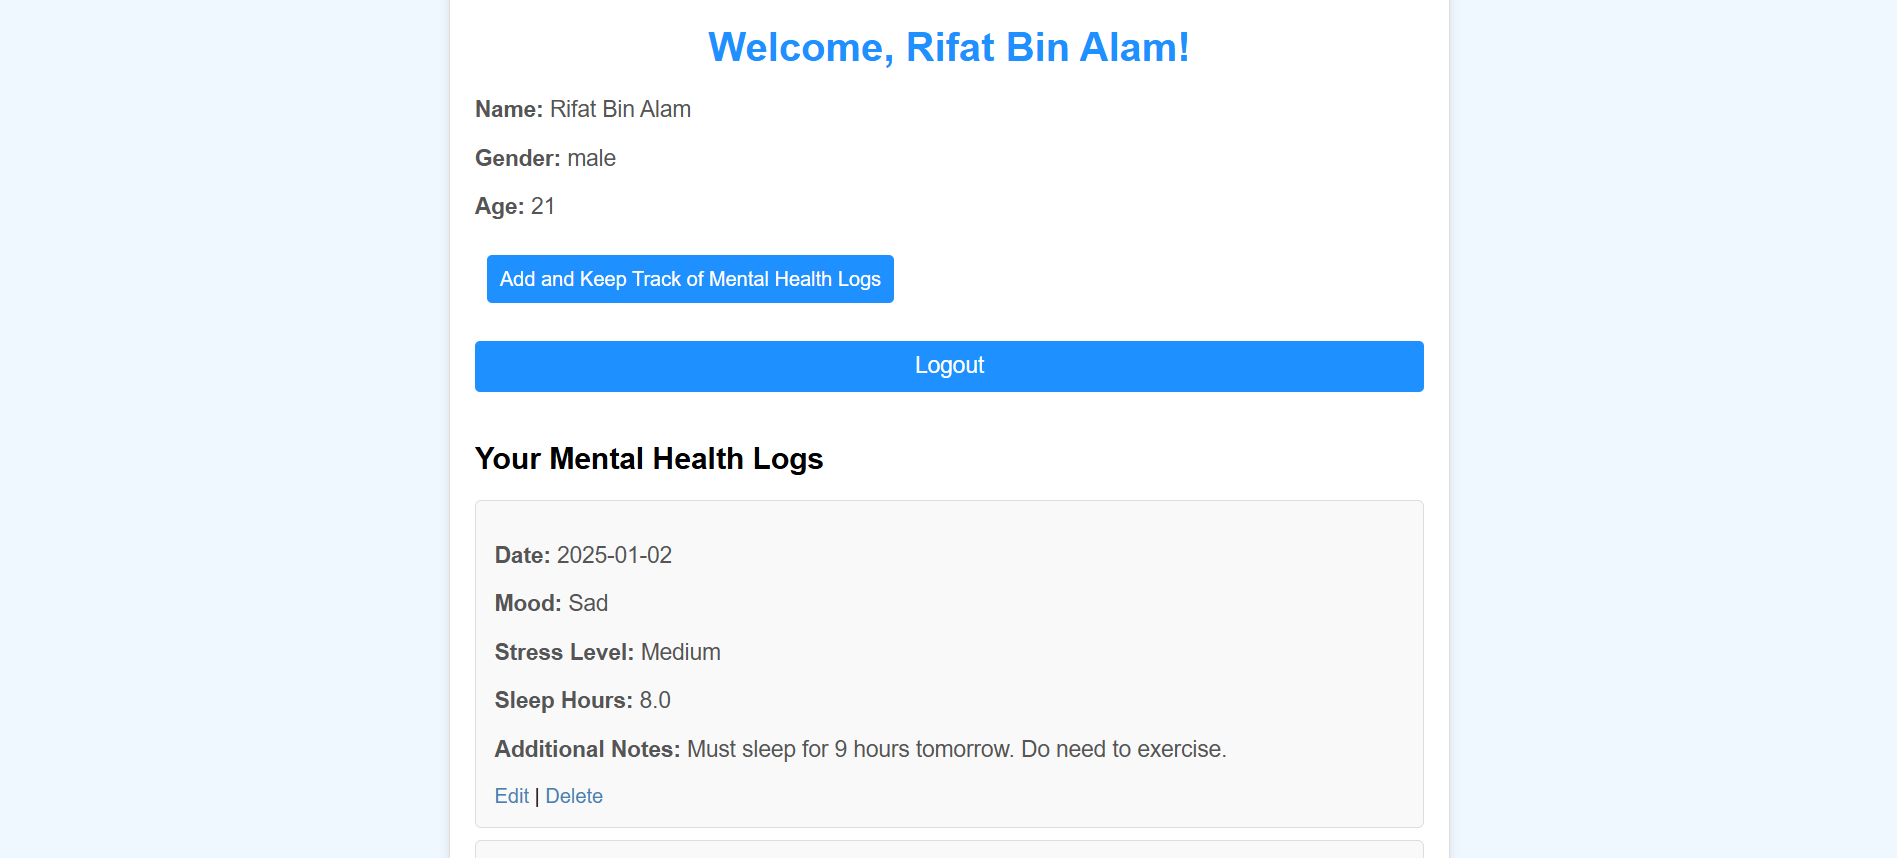 Welcome, Rifat Bin Alam!
Name: Rifat Bin Alam
Gender: male
Age: 21
Add and Keep Track of Mental Health Logs
Logout
Your Mental Health Logs
Date: 2025-01-02
Mood: Sad
Stress Level: Medium
Sleep Hours: 8.0
Additional Notes: Must sleep for 9 hours tomorrow. Do need to exercise.
Edit | Delete